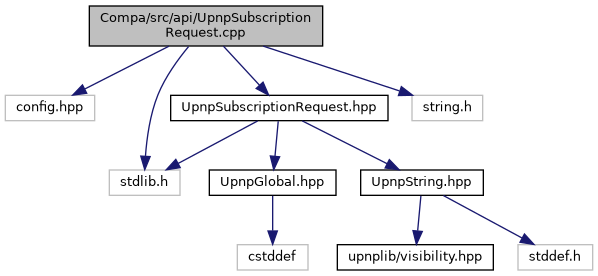 Compa/src/api/UpnpSubscription
Request.cpp
config.hpp
UpnpSubscriptionRequest.hpp
string.h
stdlib.h
UpnpGlobal.hpp
UpnpString.hpp
cstddef
upnplib/visibility.hpp
stddef.h